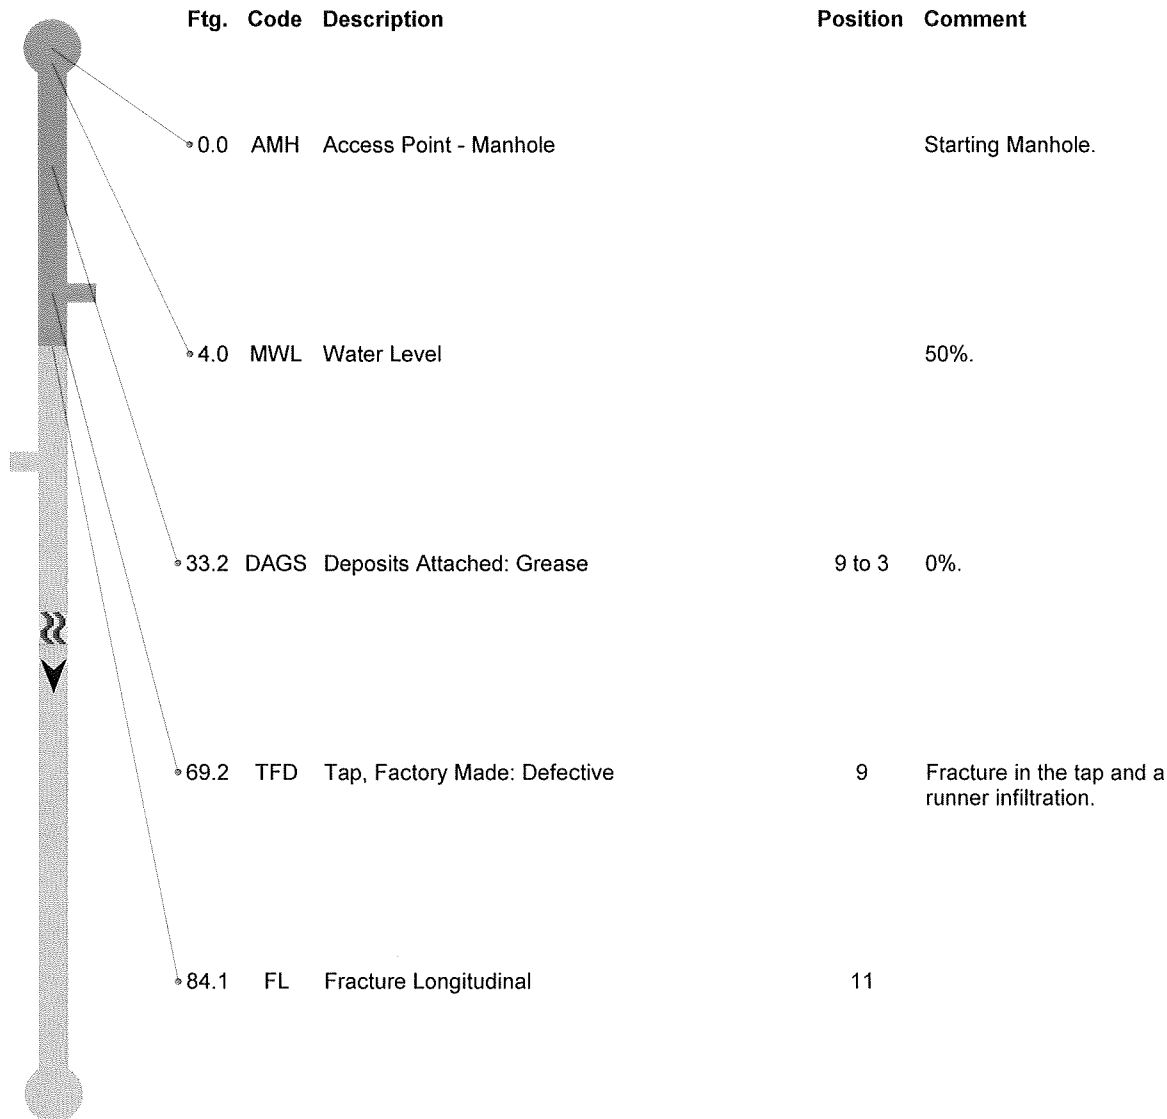 Ftg. Code Description Position Comment
0.0 AMH Access Point - Manhole Starting Manhole.
4.0 MWL Water Level 50%.
33.2 DAGS Deposits Attached: Grease 9 to 3 0%.
69.2 TFD Tap, Factory Made: Defective 9 Fracture in the tap and a
runner infiltration.
84.1 FL Fracture Longitudinal 11